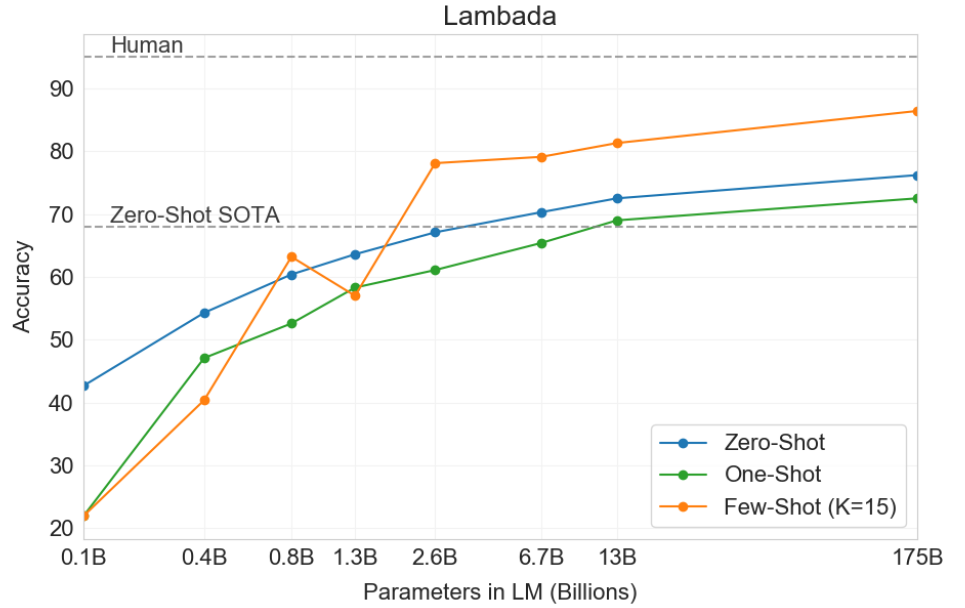 Lambada
Human
90
80
Zero-Shot SOTA
70
60
Accuracy
50
40
30
20
Zero-Shot
One-Shot
Few-Shot (K=15)
0.1B 0.4B 0.8B 1.3B 2.6B 6.7B 13B 175B
Parameters in LM (Billions)